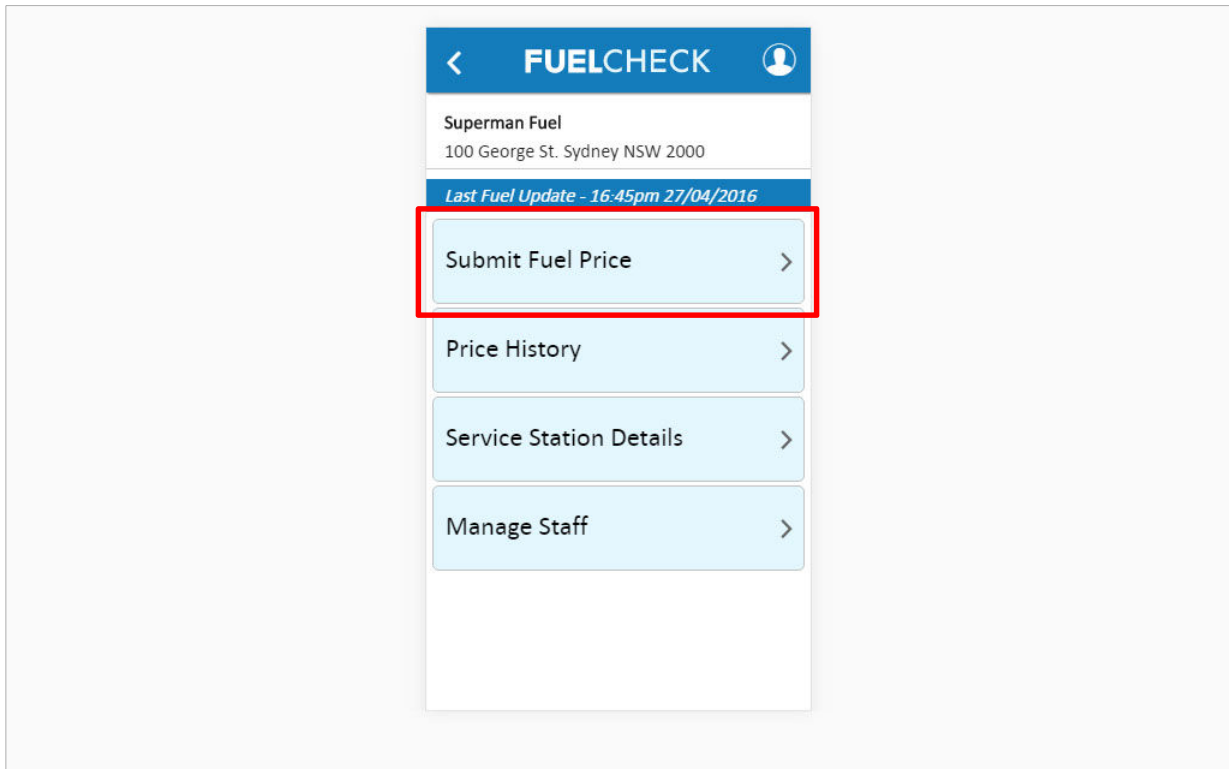 FUELCHECK
Superman Fuel
100 George St. Sydney NSW 2000
Last Fuel Update - 16:45pm 27/04/2016
Submit Fuel Price
Price History
Service Station Details
Manage Staff